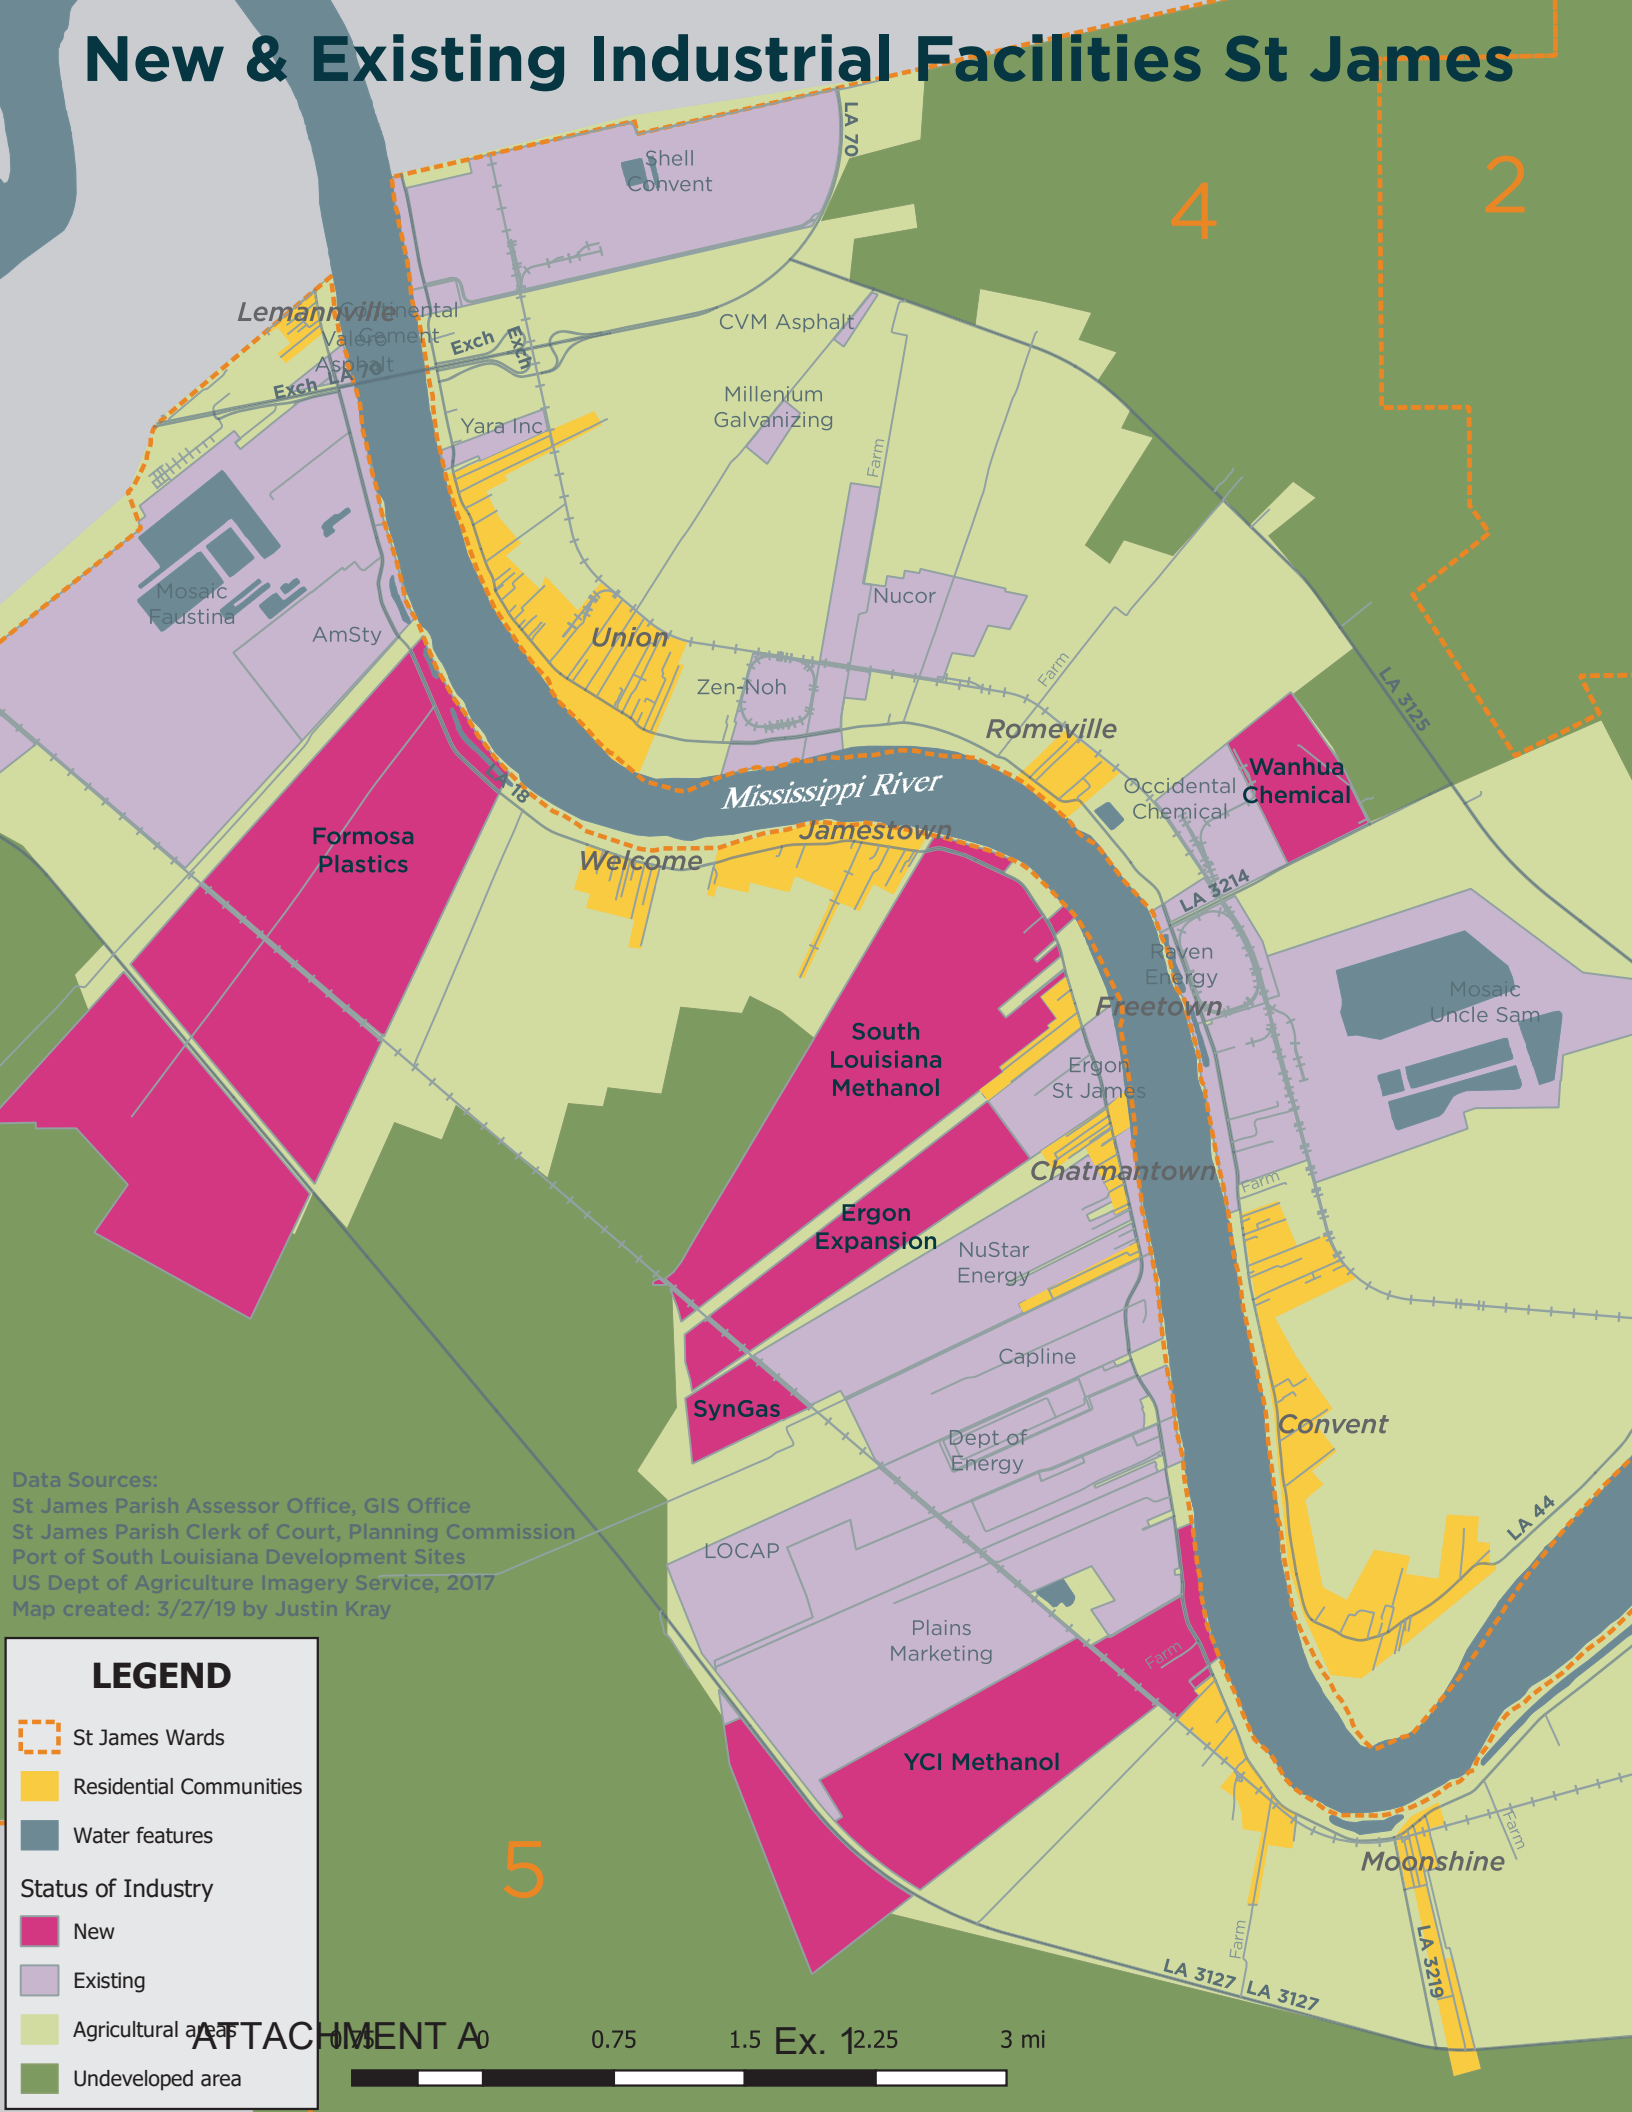 New & Existing Industrial Facilities St James
LA 70
Shell
Convent
4
2
Lemannville
Continental
Cement
Valero
Asphalt
Exch
LA 70
Exch
Exch
CVM Asphalt
Millenium
Galvanizing
Yara Inc
Farm
Mosaic
Faustina
AmSty
Union
Nucor
Zen-Noh
Farm
Romeville
LA 3125
Occidental
Chemical
Wanhua
Chemical
LA 18
Mississippi River
Jamestown
Welcome
Formosa
Plastics
LA 3214
Raven
Energy
Freetown
Mosaic
Uncle Sam
South
Louisiana
Methanol
Ergon
St James
Chatmantown
Farm
Ergon
Expansion
NuStar
Energy
Capline
SynGas
Dept of
Energy
Convent
LA 44
Data Sources:
St James Parish Assessor Office, GIS Office
St James Parish Clerk of Court, Planning Commission
Port of South Louisiana Development Sites
US Dept of Agriculture Imagery Service, 2017
Map created: 3/27/19 by Justin Kray
LOCAP
Plains
Marketing
Farm
YCI Methanol
5
Moonshine
Farm
Farm
LA 3219
LA 3127
LA 3127
LEGEND
St James Wards
Residential Communities
Water features
Status of Industry
New
Existing
Agricultural areas
Undeveloped area
ATTACHMENT A
Ex. 1
0.75 0 0.75 1.5 2.25 3 mi